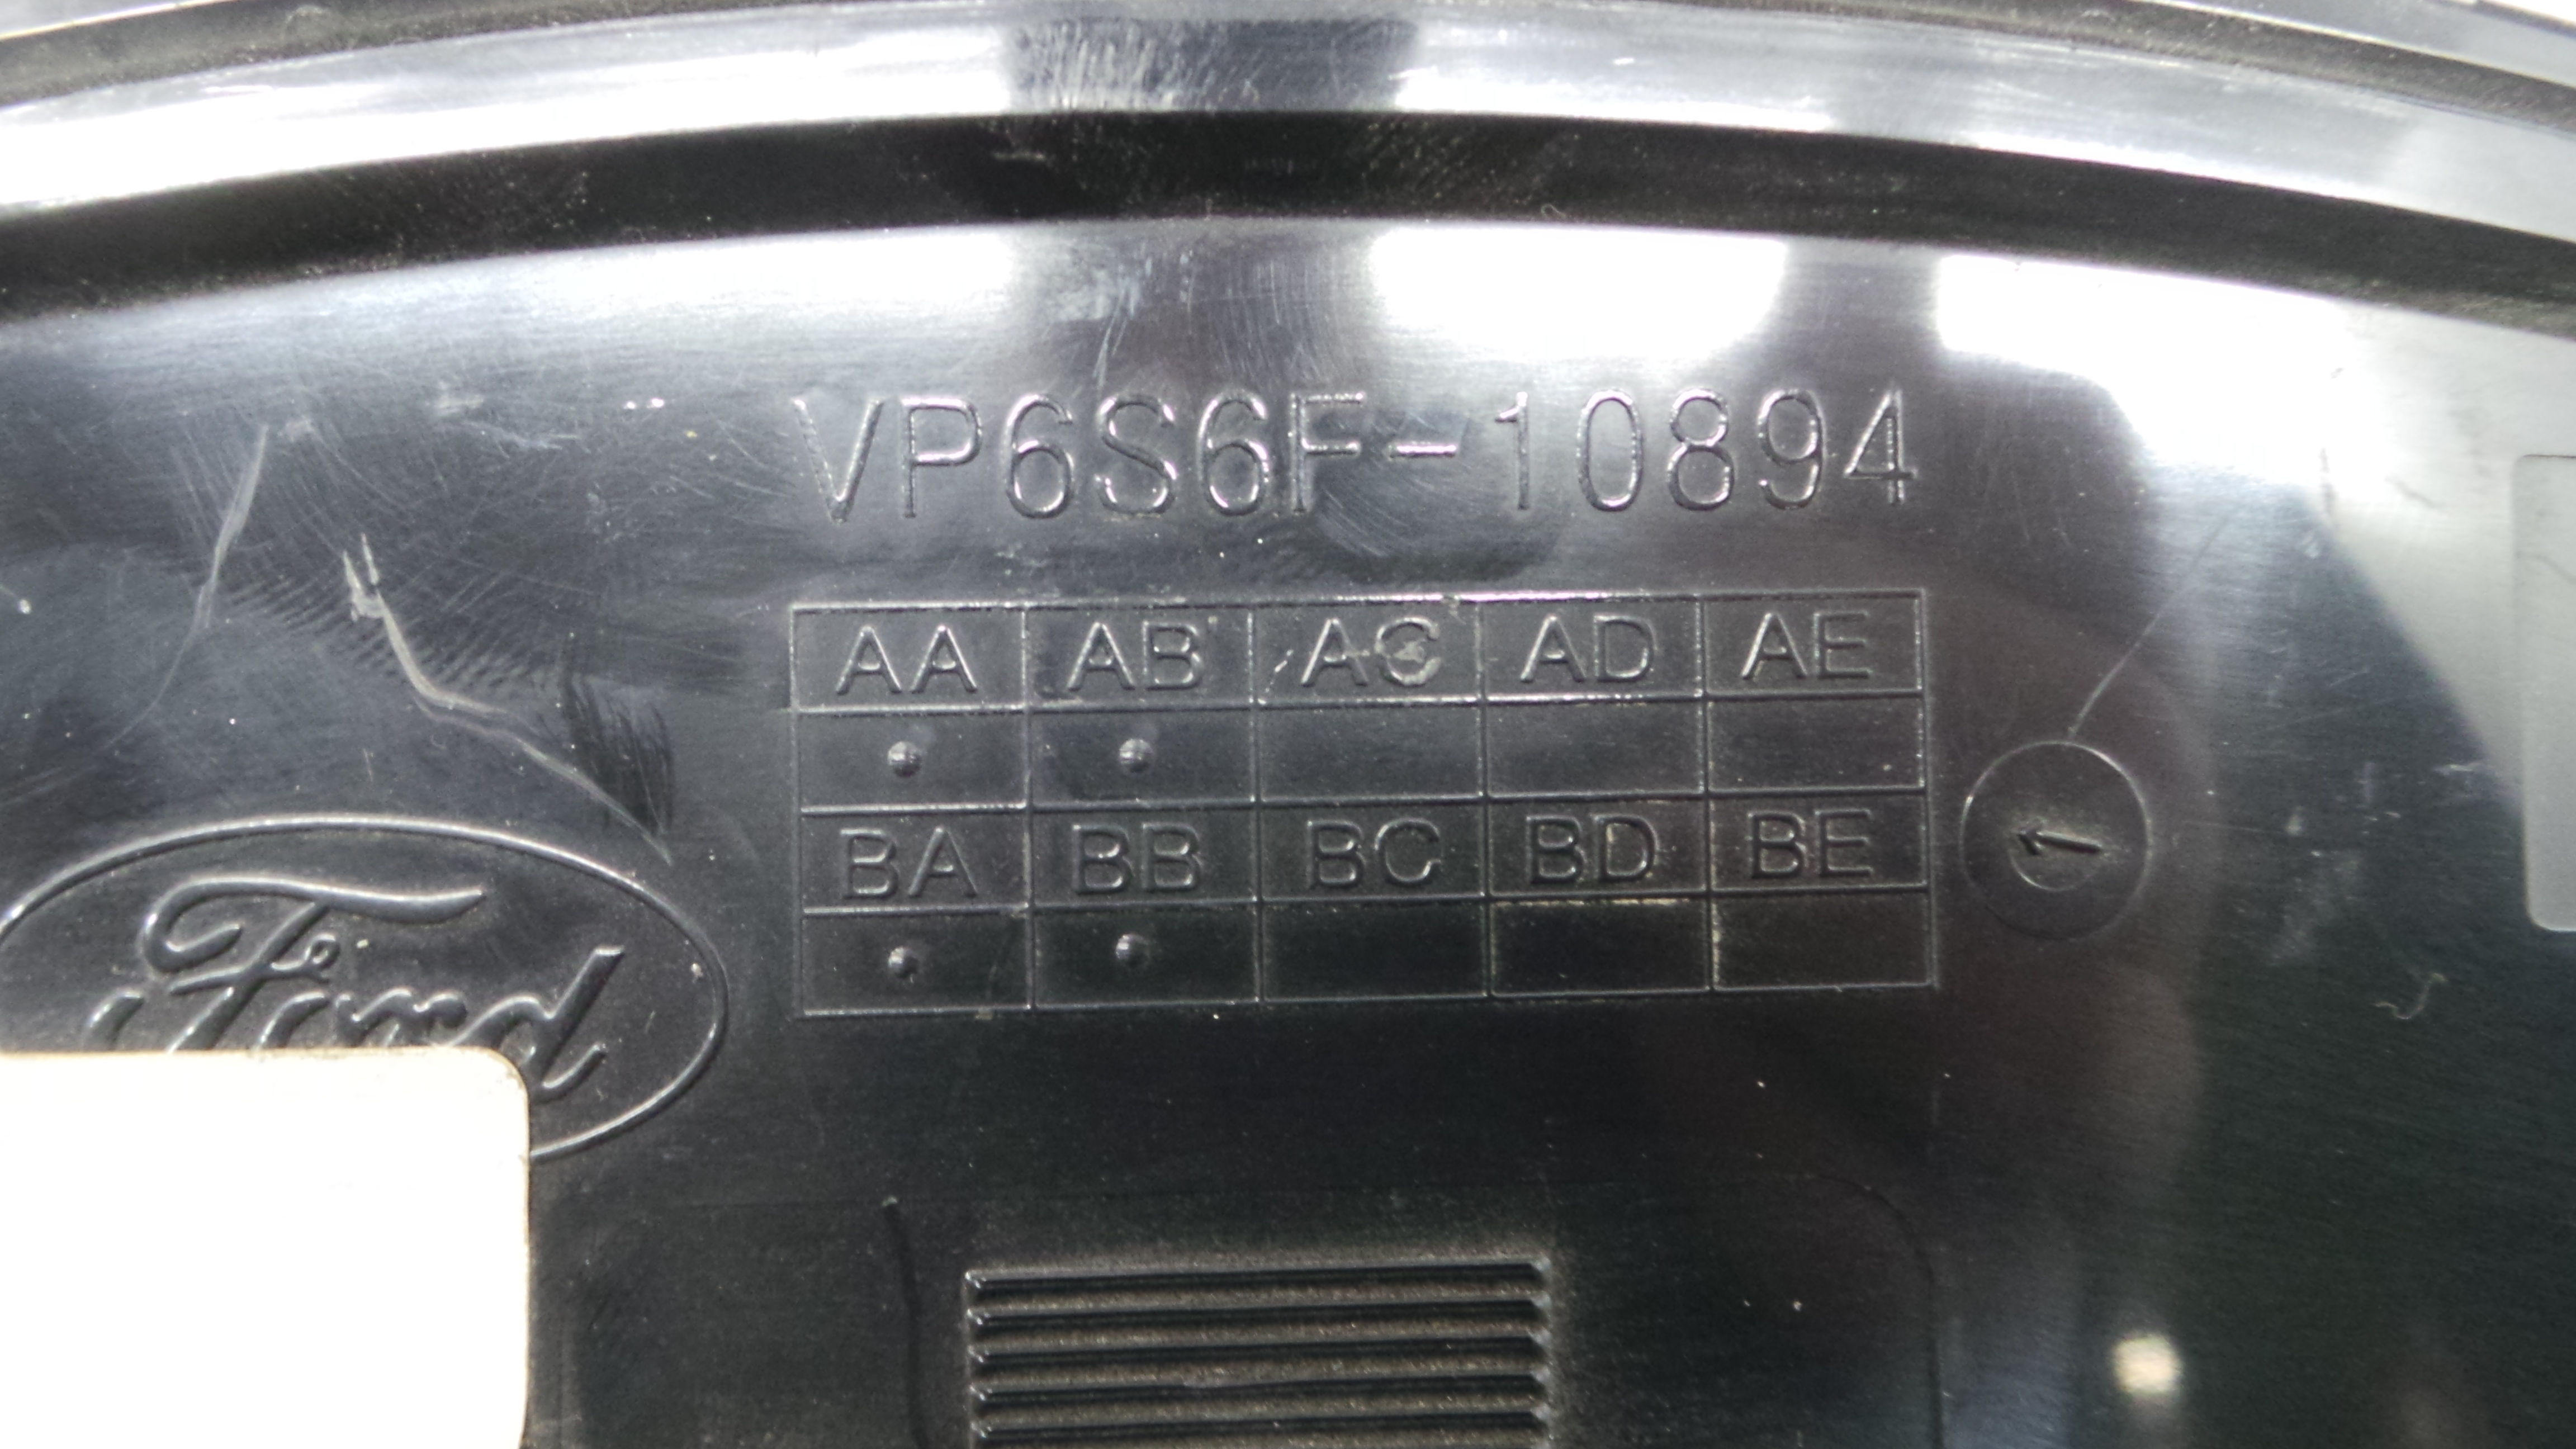 VP6S6F-10894
AA AB AC AD AE
BA BB BC BD BE
Ford